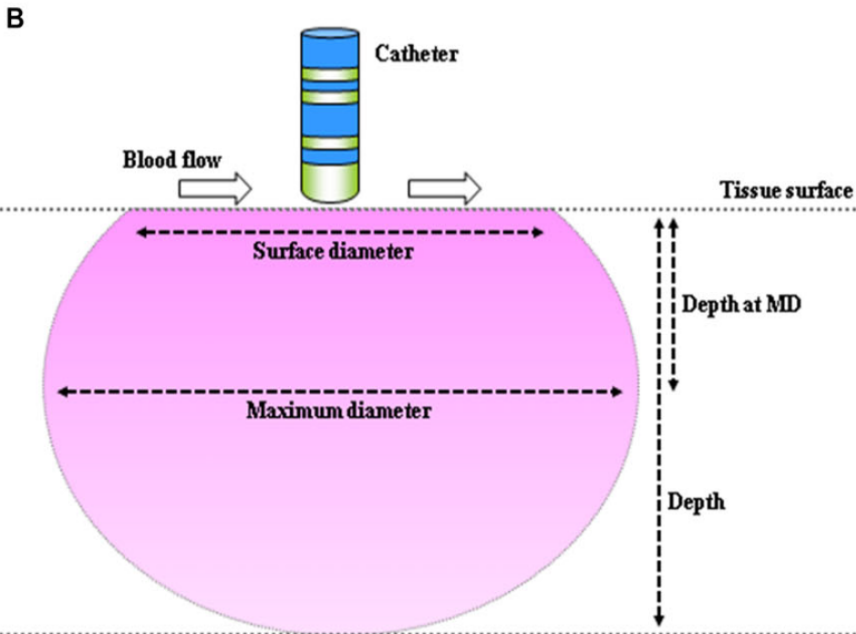 B
Catheter
Blood flow
Tissue surface
Surface diameter
Depth at MD
Maximum diameter
Depth